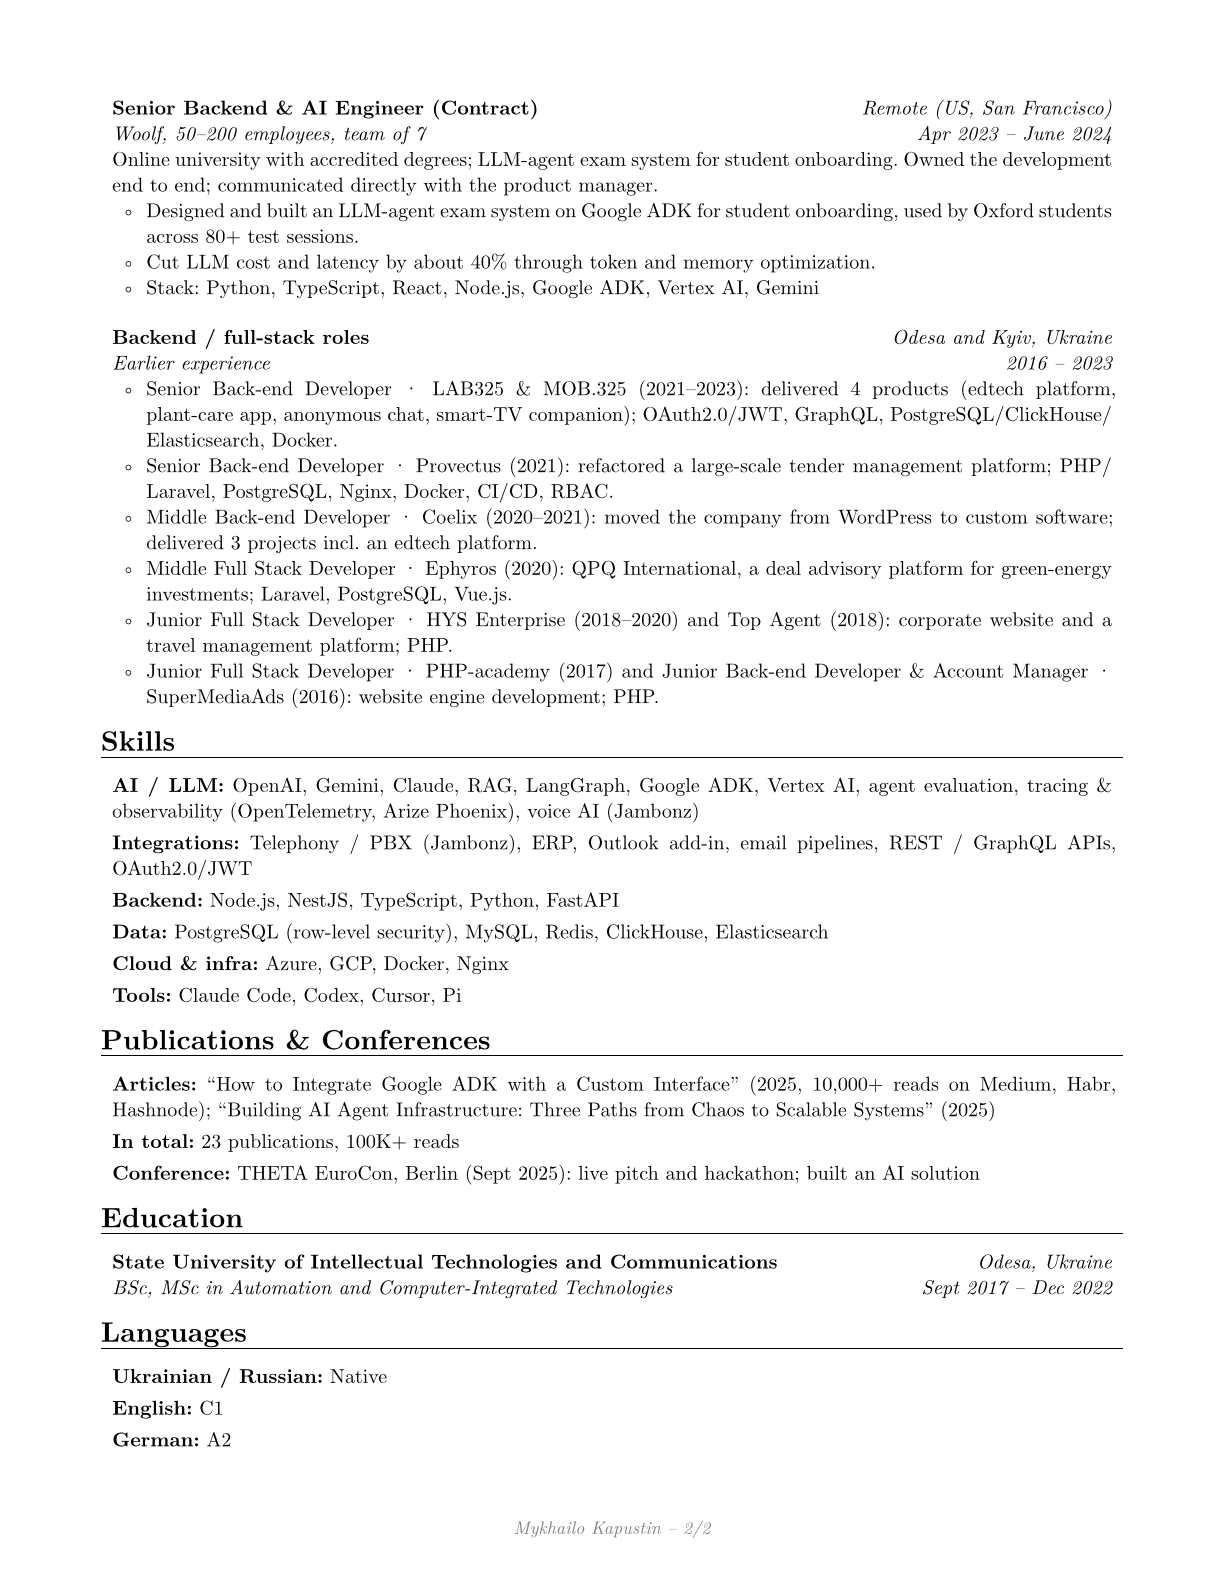 Senior Backend & AI Engineer (Contract) Remote (US, San Francisco)
Woolf, 50–200 employees, team of 7 Apr 2023 – June 2024
Online university with accredited degrees; LLM-agent exam system for student onboarding. Owned the development
end to end; communicated directly with the product manager.
◦ Designed and built an LLM-agent exam system on Google ADK for student onboarding, used by Oxford students
across 80+ test sessions.
◦ Cut LLM cost and latency by about 40% through token and memory optimization.
◦ Stack: Python, TypeScript, React, Node.js, Google ADK, Vertex AI, Gemini
Backend / full-stack roles Odesa and Kyiv, Ukraine
Earlier experience 2016 – 2023
◦ Senior Back-end Developer · LAB325 & MOB.325 (2021–2023): delivered 4 products (edtech platform,
plant-care app, anonymous chat, smart-TV companion); OAuth2.0/JWT, GraphQL, PostgreSQL/ClickHouse/
Elasticsearch, Docker.
◦ Senior Back-end Developer · Provectus (2021): refactored a large-scale tender management platform; PHP/
Laravel, PostgreSQL, Nginx, Docker, CI/CD, RBAC.
◦ Middle Back-end Developer · Coelix (2020–2021): moved the company from WordPress to custom software;
delivered 3 projects incl. an edtech platform.
◦ Middle Full Stack Developer · Ephyros (2020): QPQ International, a deal advisory platform for green-energy
investments; Laravel, PostgreSQL, Vue.js.
◦ Junior Full Stack Developer · HYS Enterprise (2018–2020) and Top Agent (2018): corporate website and a
travel management platform; PHP.
◦ Junior Full Stack Developer · PHP-academy (2017) and Junior Back-end Developer & Account Manager ·
SuperMediaAds (2016): website engine development; PHP.
Skills
AI / LLM: OpenAI, Gemini, Claude, RAG, LangGraph, Google ADK, Vertex AI, agent evaluation, tracing &
observability (OpenTelemetry, Arize Phoenix), voice AI (Jambonz)
Integrations: Telephony / PBX (Jambonz), ERP, Outlook add-in, email pipelines, REST / GraphQL APIs,
OAuth2.0/JWT
Backend: Node.js, NestJS, TypeScript, Python, FastAPI
Data: PostgreSQL (row-level security), MySQL, Redis, ClickHouse, Elasticsearch
Cloud & infra: Azure, GCP, Docker, Nginx
Tools: Claude Code, Codex, Cursor, Pi
Publications & Conferences
Articles: “How to Integrate Google ADK with a Custom Interface” (2025, 10,000+ reads on Medium, Habr,
Hashnode); “Building AI Agent Infrastructure: Three Paths from Chaos to Scalable Systems” (2025)
In total: 23 publications, 100K+ reads
Conference: THETA EuroCon, Berlin (Sept 2025): live pitch and hackathon; built an AI solution
Education
State University of Intellectual Technologies and Communications Odesa, Ukraine
BSc, MSc in Automation and Computer-Integrated Technologies Sept 2017 – Dec 2022
Languages
Ukrainian / Russian: Native
English: C1
German: A2
Mykhailo Kapustin – 2/2